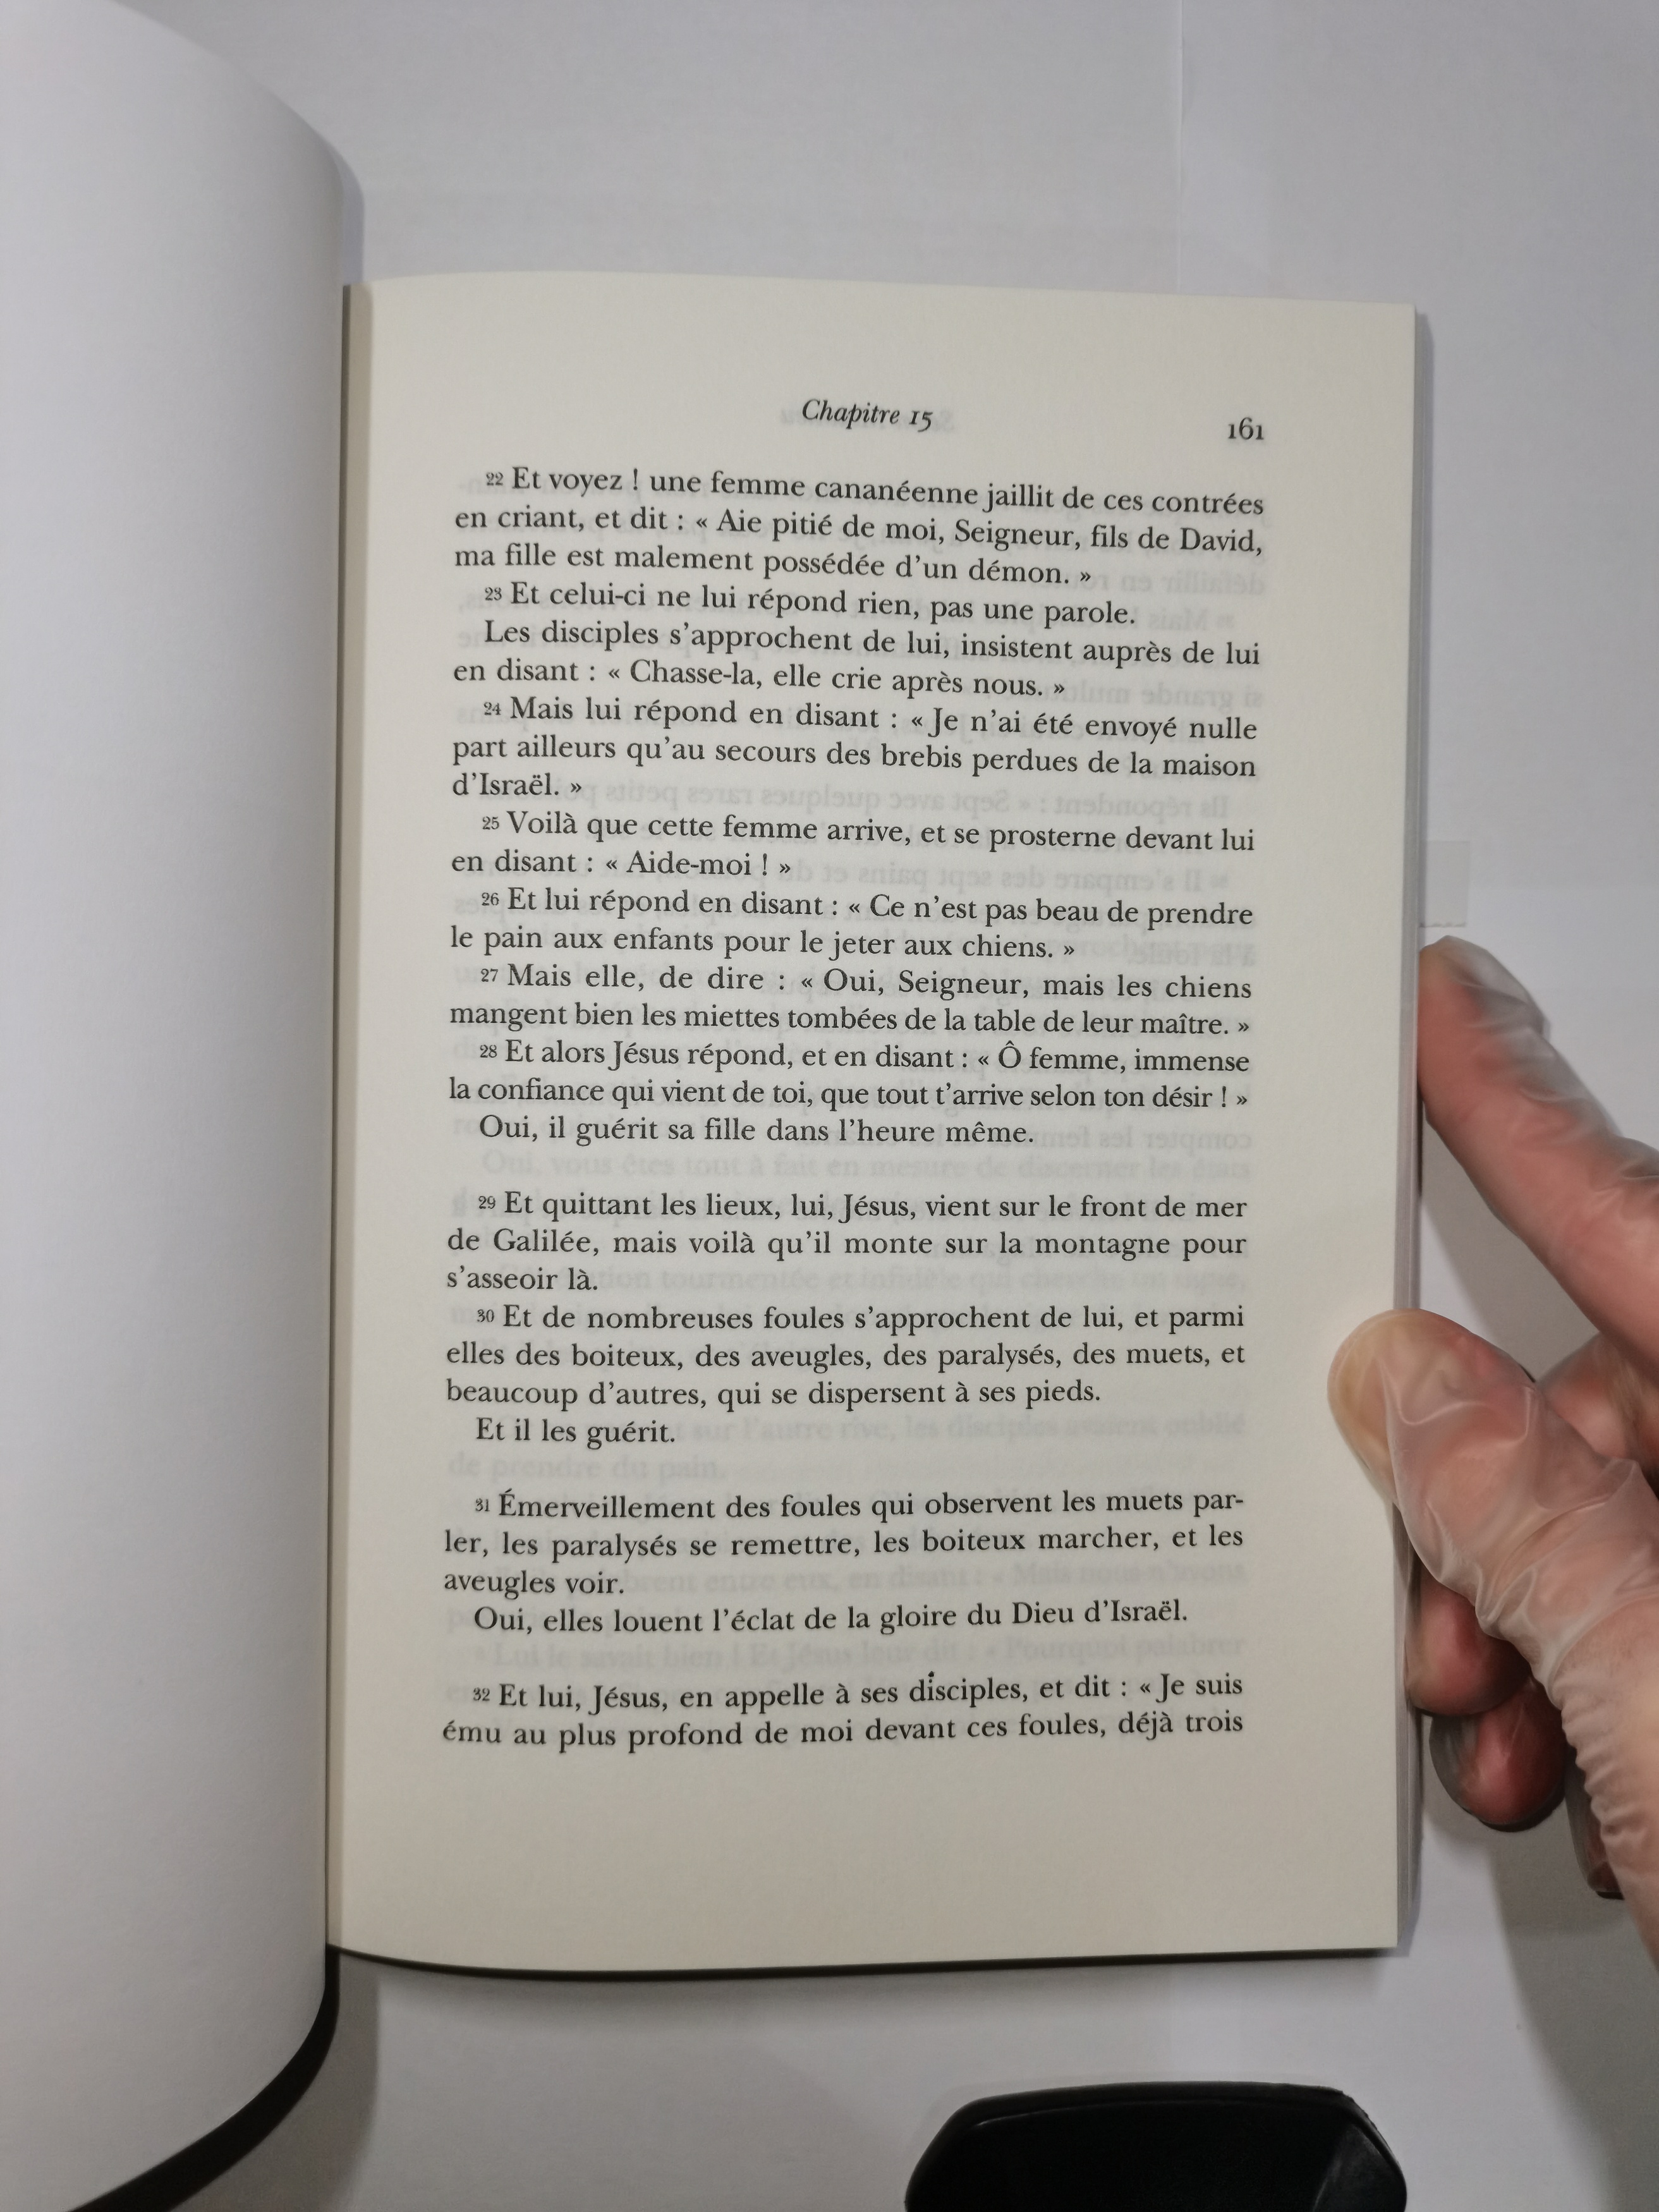 Chapitre 15
161
22 Et voyez ! une femme cananéenne jaillit de ces contrées
en criant, et dit : « Aie pitié de moi, Seigneur, fils de David,
ma fille est malement possédée d’un démon. »
23 Et celui-ci ne lui répond rien, pas une parole.
Les disciples s’approchent de lui, insistent auprès de lui
en disant : « Chasse-la, elle crie après nous. »
24 Mais lui répond en disant : « Je n’ai été envoyé nulle
part ailleurs qu’au secours des brebis perdues de la maison
d’Israël. »
25 Voilà que cette femme arrive, et se prosterne devant lui
en disant : « Aide-moi ! »
26 Et lui répond en disant : « Ce n’est pas beau de prendre
le pain aux enfants pour le jeter aux chiens. »
27 Mais elle, de dire : « Oui, Seigneur, mais les chiens
mangent bien les miettes tombées de la table de leur maître. »
28 Et alors Jésus répond, et en disant : « Ô femme, immense
la confiance qui vient de toi, que tout t’arrive selon ton désir ! »
Oui, il guérit sa fille dans l’heure même.
29 Et quittant les lieux, lui, Jésus, vient sur le front de mer
de Galilée, mais voilà qu’il monte sur la montagne pour
s’asseoir là.
30 Et de nombreuses foules s’approchent de lui, et parmi
elles des boiteux, des aveugles, des paralysés, des muets, et
beaucoup d’autres, qui se dispersent à ses pieds.
Et il les guérit.
31 Émerveillement des foules qui observent les muets par-
ler, les paralysés se remettre, les boiteux marcher, et les
aveugles voir.
Oui, elles louent l’éclat de la gloire du Dieu d’Israël.
32 Et lui, Jésus, en appelle à ses disciples, et dit : « Je suis
ému au plus profond de moi devant ces foules, déjà trois